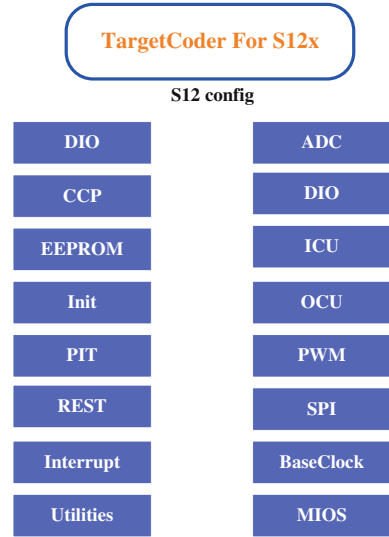 TargetCoder For S12x
S12 config
DIO
ADC
CCP
DIO
EEPROM
ICU
Init
OCU
PIT
PWM
REST
SPI
Interrupt
BaseClock
Utilities
MIOS